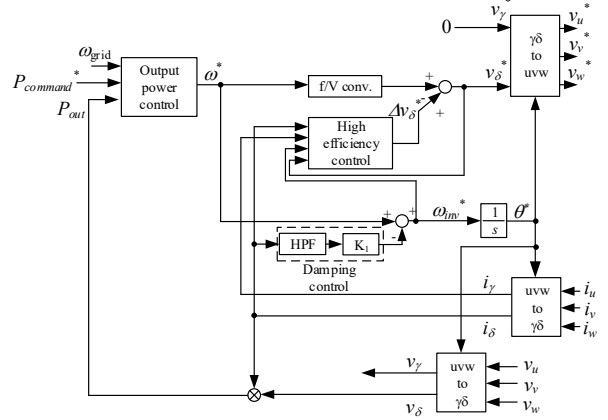 0
vγ
vu*
ωgrid
Pcommand*
Pout
Output power control
ω*
f/V conv.
+
+
vδ*
γδ to uvw
vv*
vw*
Δvδ*
-
High efficiency control
+
+
ωinv*
1
s
θ*
-
HPF
K1
Damping control
iγ
iδ
uvw to γδ
iu
iv
iw
vγ
vδ
uvw to γδ
vu
vv
vw